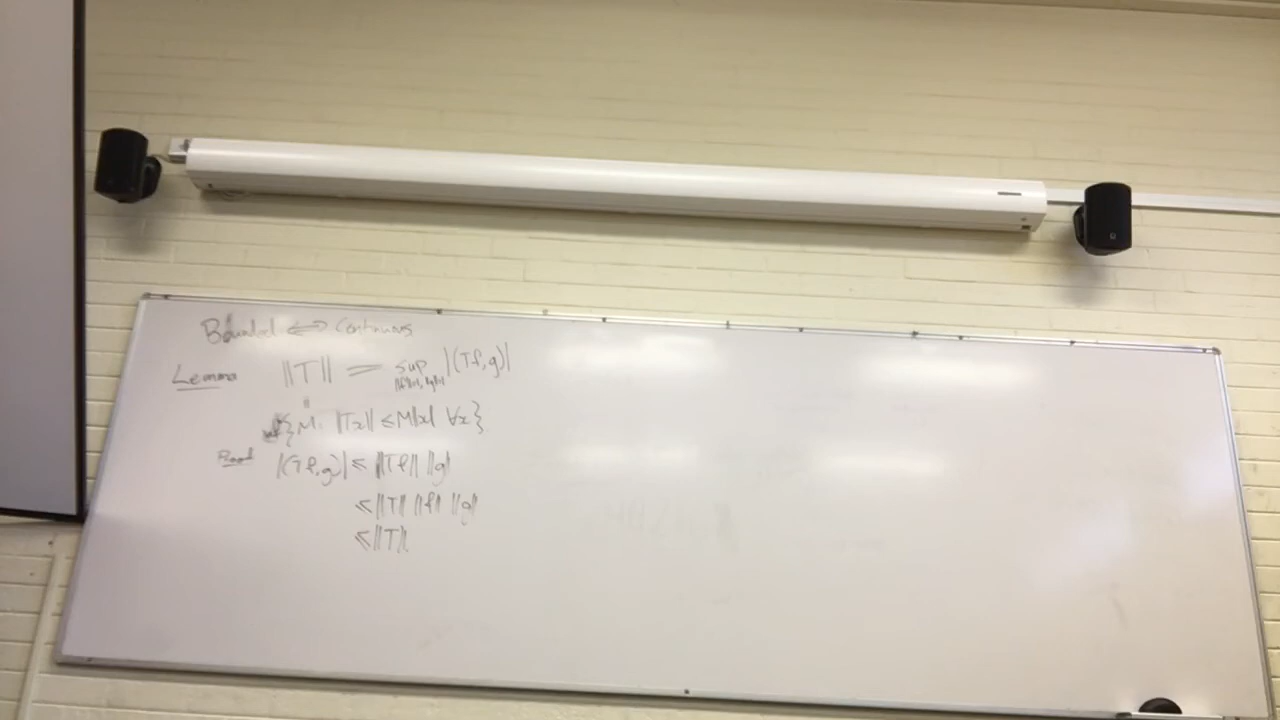 Bounded ⟺ Continuous
Lemma ||T|| = sup |(Tf,g)|
||f||≤1, ||g||≤1
inf{M: ||Tx|| ≤ M||x|| ∀x}
Proof |(Tf,g)| ≤ ||Tf|| ||g||
≤ ||T|| ||f|| ||g||
≤ ||T||